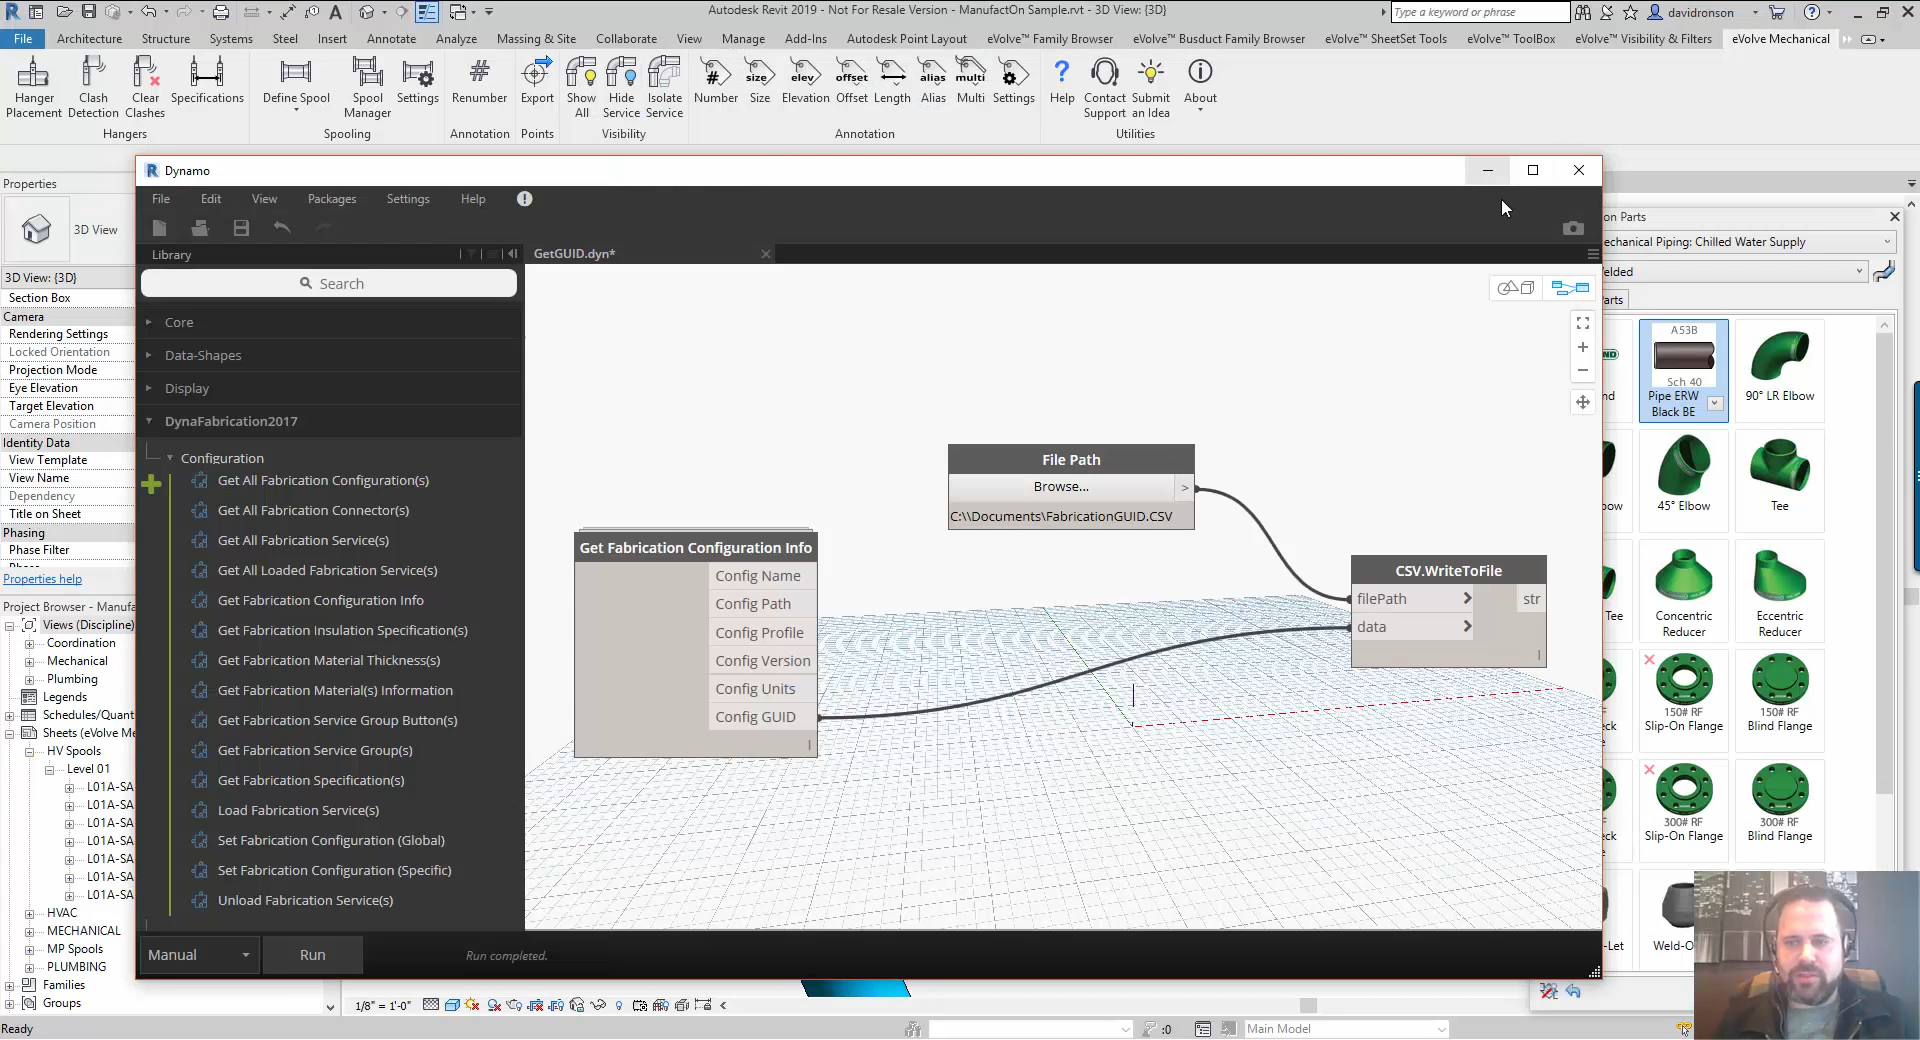 Autodesk Revit 2019 - Not For Resale Version - ManufactOn Sample.rvt - 3D View: {3D}
Type a keyword or phrase
davidronson
File Architecture Structure Systems Steel Insert Annotate Analyze Massing & Site Collaborate View Manage Add-Ins Autodesk Point Layout eVolve™ Family Browser eVolve™ Busduct Family Browser eVolve™ SheetSet Tools eVolve™ ToolBox eVolve™ Visibility & Filters eVolve Mechanical
# size elev offset alias multi
Hanger Placement
Clash Detection
Clear Clashes
Specifications
Define Spool
Spool Manager
Settings
Renumber
Export
Show All
Hide Service
Isolate Service
Number
Size
Elevation
Offset
Length
Alias
Multi
Settings
Help
Contact Support
Submit an Idea
About
Hangers
Spooling
Annotation
Points
Visibility
Annotation
Utilities
Properties
3D View
3D View: {3D}
Section Box
Camera
Rendering Settings
Locked Orientation
Projection Mode
Eye Elevation
Target Elevation
Camera Position
Identity Data
View Template
View Name
Dependency
Title on Sheet
Phasing
Phase Filter
Properties help
Project Browser - Manufa
Views (Discipline)
Coordination
Mechanical
Plumbing
Legends
Schedules/Quant
Sheets (eVolve Me
HV Spools
Level 01
L01A-SA
L01A-SA
L01A-SA
L01A-SA
L01A-SA
L01A-SA
L01A-SA
HVAC
MECHANICAL
MP Spools
PLUMBING
Families
Groups
Ready
Dynamo
File Edit View Packages Settings Help
Library
Search
Core
Data-Shapes
Display
DynaFabrication2017
Configuration
Get All Fabrication Configuration(s)
Get All Fabrication Connector(s)
Get All Fabrication Service(s)
Get All Loaded Fabrication Service(s)
Get Fabrication Configuration Info
Get Fabrication Insulation Specification(s)
Get Fabrication Material Thickness(s)
Get Fabrication Material(s) Information
Get Fabrication Service Group Button(s)
Get Fabrication Service Group(s)
Get Fabrication Specification(s)
Load Fabrication Service(s)
Set Fabrication Configuration (Global)
Set Fabrication Configuration (Specific)
Unload Fabrication Service(s)
Manual
Run
Run completed.
GetGUID.dyn*
File Path
Browse...
>
C:\\Documents\FabricationGUID.CSV
Get Fabrication Configuration Info
Config Name
Config Path
Config Profile
Config Version
Config Units
Config GUID
CSV.WriteToFile
filePath
str
data
on Parts
echanical Piping: Chilled Water Supply
elded
arts
nd
A53B
Sch 40
Pipe ERW
Black BE
90° LR Elbow
bow
45° Elbow
Tee
Tee
Concentric
Reducer
Eccentric
Reducer
eck
150# RF
Slip-On Flange
150# RF
Blind Flange
eck
300# RF
Slip-On Flange
300# RF
Blind Flange
-Let
Weld-O
1/8" = 1'-0"
:0
Main Model